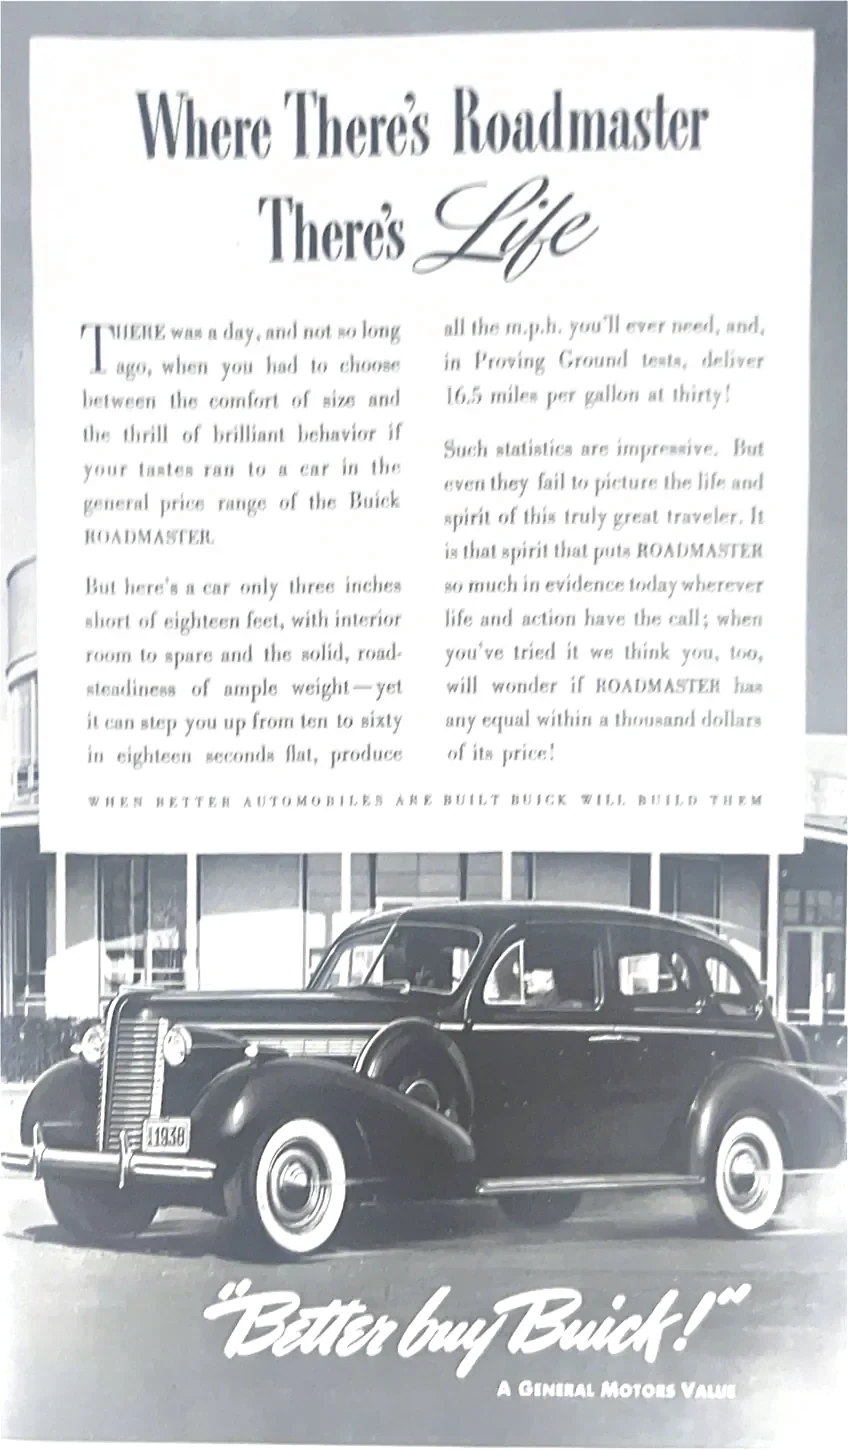 Where There's Roadmaster
There's Life
THERE was a day, and not so long
ago, when you had to choose
between the comfort of size and
the thrill of brilliant behavior if
your tastes ran to a car in the
general price range of the Buick
ROADMASTER.
But here's a car only three inches
short of eighteen feet, with interior
room to spare and the solid, road-
steadiness of ample weight—yet
it can step you up from ten to sixty
in eighteen seconds flat, produce
all the m.p.h. you'll ever need, and,
in Proving Ground tests, deliver
16.5 miles per gallon at thirty!
Such statistics are impressive. But
even they fail to picture the life and
spirit of this truly great traveler. It
is that spirit that puts ROADMASTER
so much in evidence today wherever
life and action have the call; when
you've tried it we think you, too,
will wonder if ROADMASTER has
any equal within a thousand dollars
of its price!
WHEN BETTER AUTOMOBILES ARE BUILT BUICK WILL BUILD THEM
11938
"Better buy Buick!"
A GENERAL MOTORS VALUE